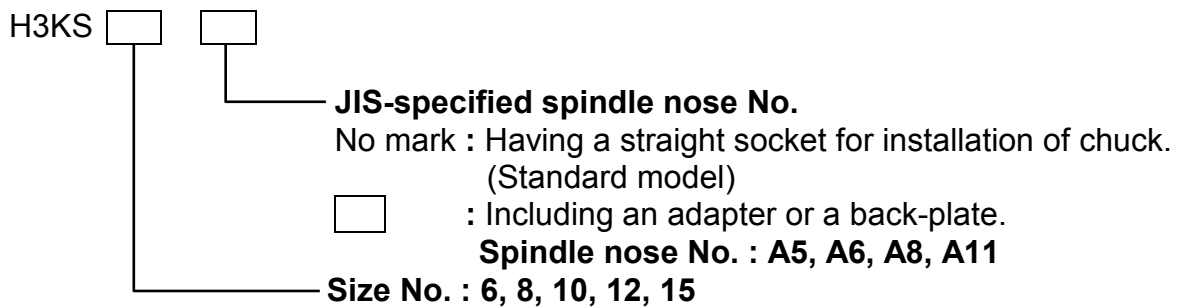 H3KS
JIS-specified spindle nose No.
No mark : Having a straight socket for installation of chuck.
(Standard model)
: Including an adapter or a back-plate.
Spindle nose No. : A5, A6, A8, A11
Size No. : 6, 8, 10, 12, 15